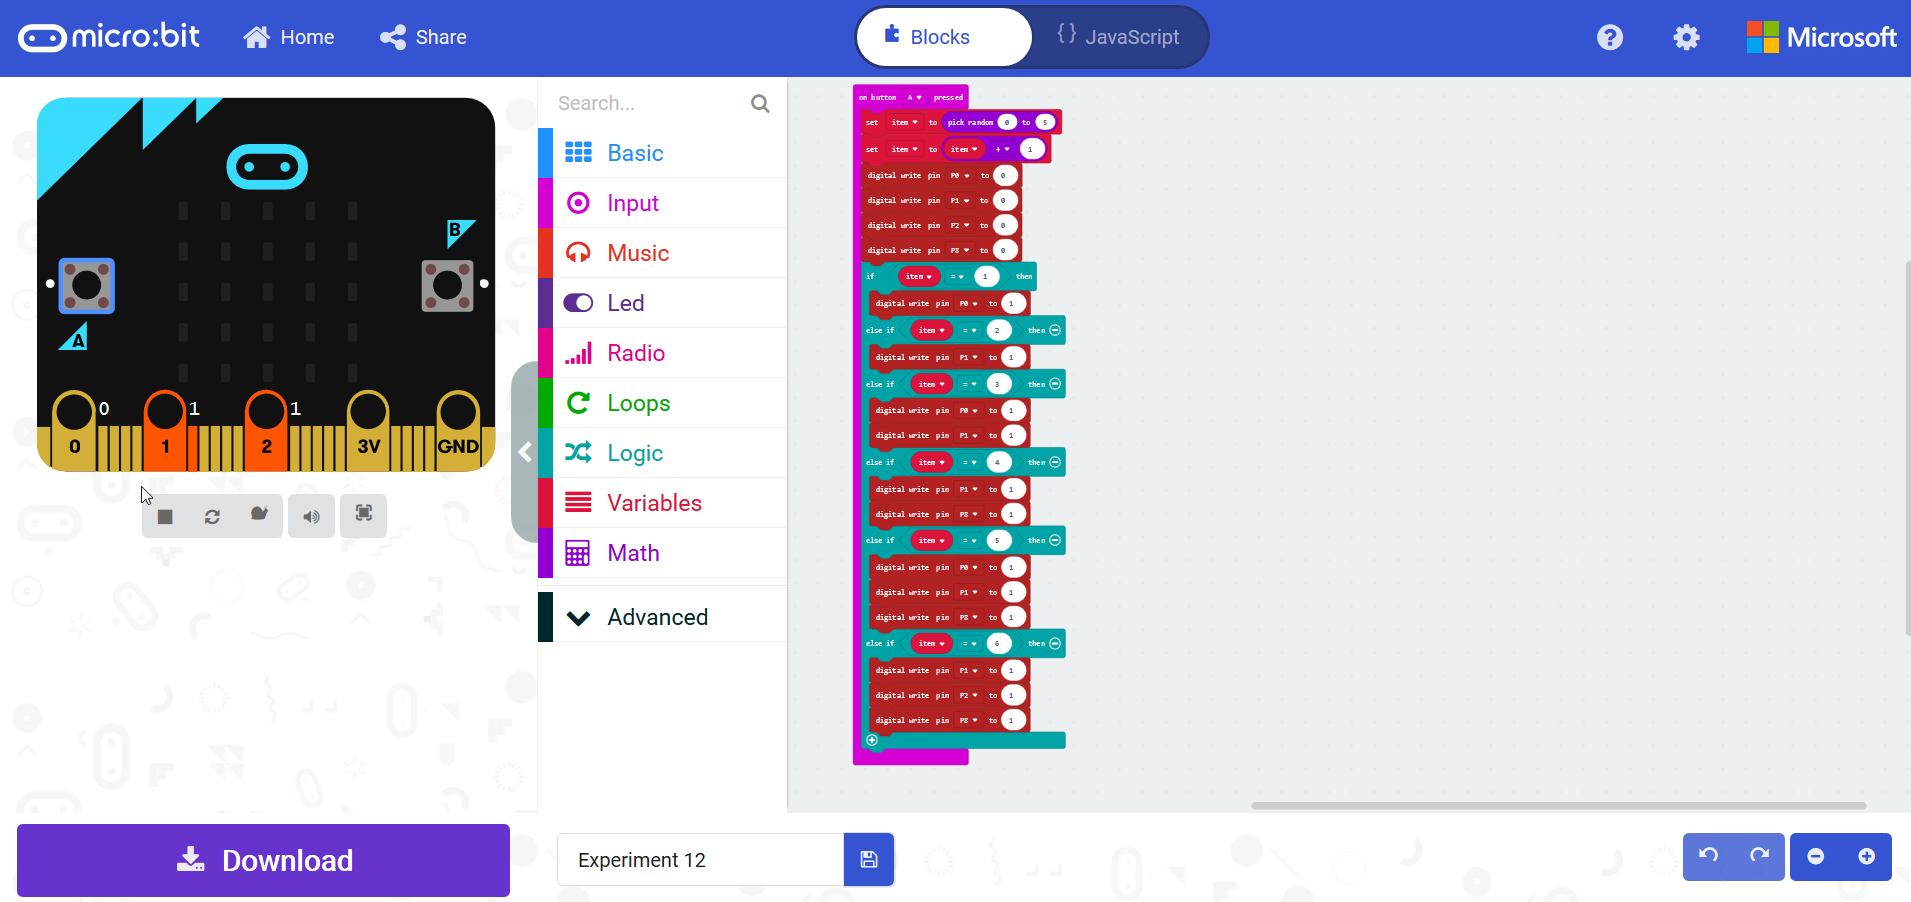 micro:bit
Home
Share
Blocks
{} JavaScript
?
Microsoft
B
A
0
1
1
0
1
2
3V
GND
Search...
Basic
Input
Music
Led
Radio
Loops
Logic
Variables
Math
Advanced
on button A pressed
set item to pick random 0 to 5
set item to item + 1
digital write pin P0 to 0
digital write pin P1 to 0
digital write pin P2 to 0
digital write pin P8 to 0
if item = 1 then
digital write pin P0 to 1
else if item = 2 then
digital write pin P1 to 1
else if item = 3 then
digital write pin P0 to 1
digital write pin P1 to 1
else if item = 4 then
digital write pin P1 to 1
digital write pin P8 to 1
else if item = 5 then
digital write pin P0 to 1
digital write pin P1 to 1
digital write pin P8 to 1
else if item = 6 then
digital write pin P1 to 1
digital write pin P2 to 1
digital write pin P8 to 1
Download
Experiment 12